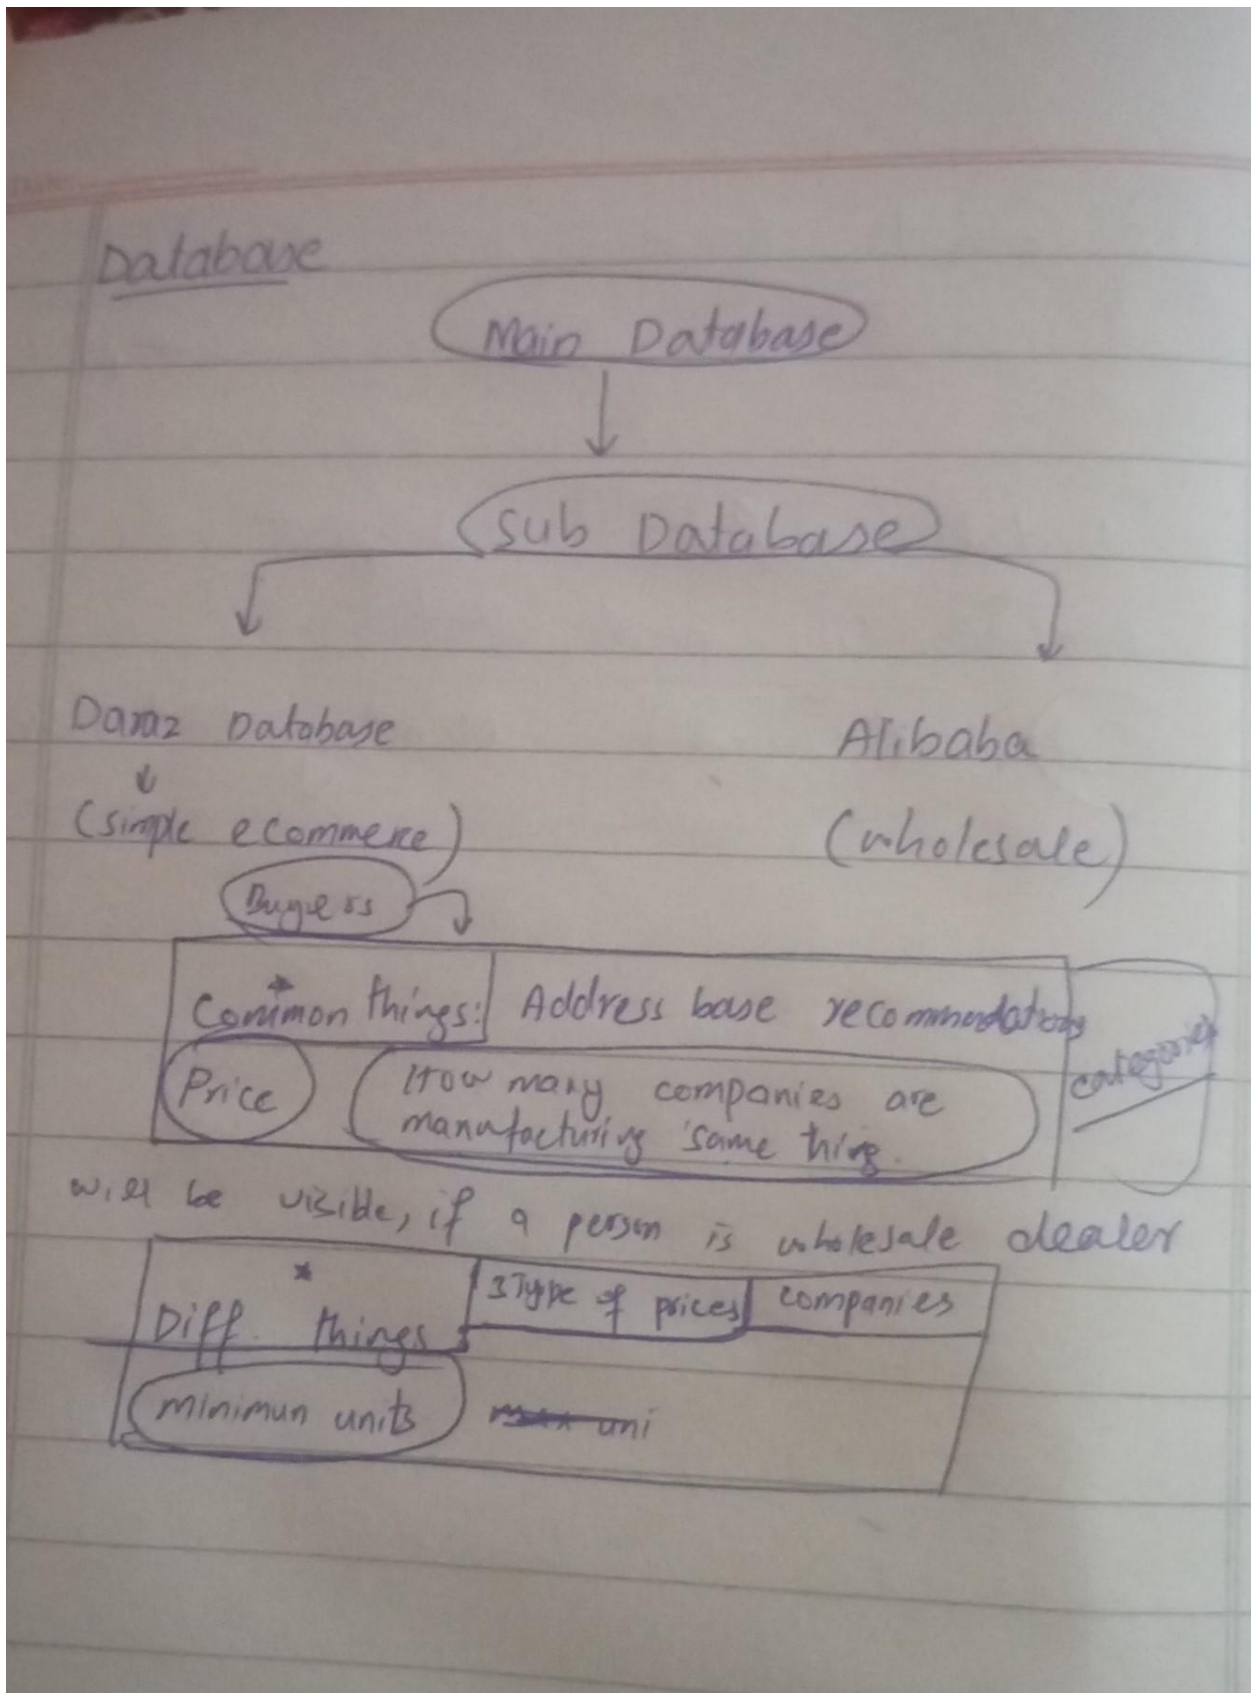 Database
Main Database
Sub Database
Daraz Database
Alibaba
(simple ecommerce)
(wholesale)
Buyers
Common things:
Address base recommendations
categories
Price
How many companies are
manufacturing same thing.
will be visible, if a person is wholesale dealer
Diff. things
3 Type of prices
companies
minimun units
uni